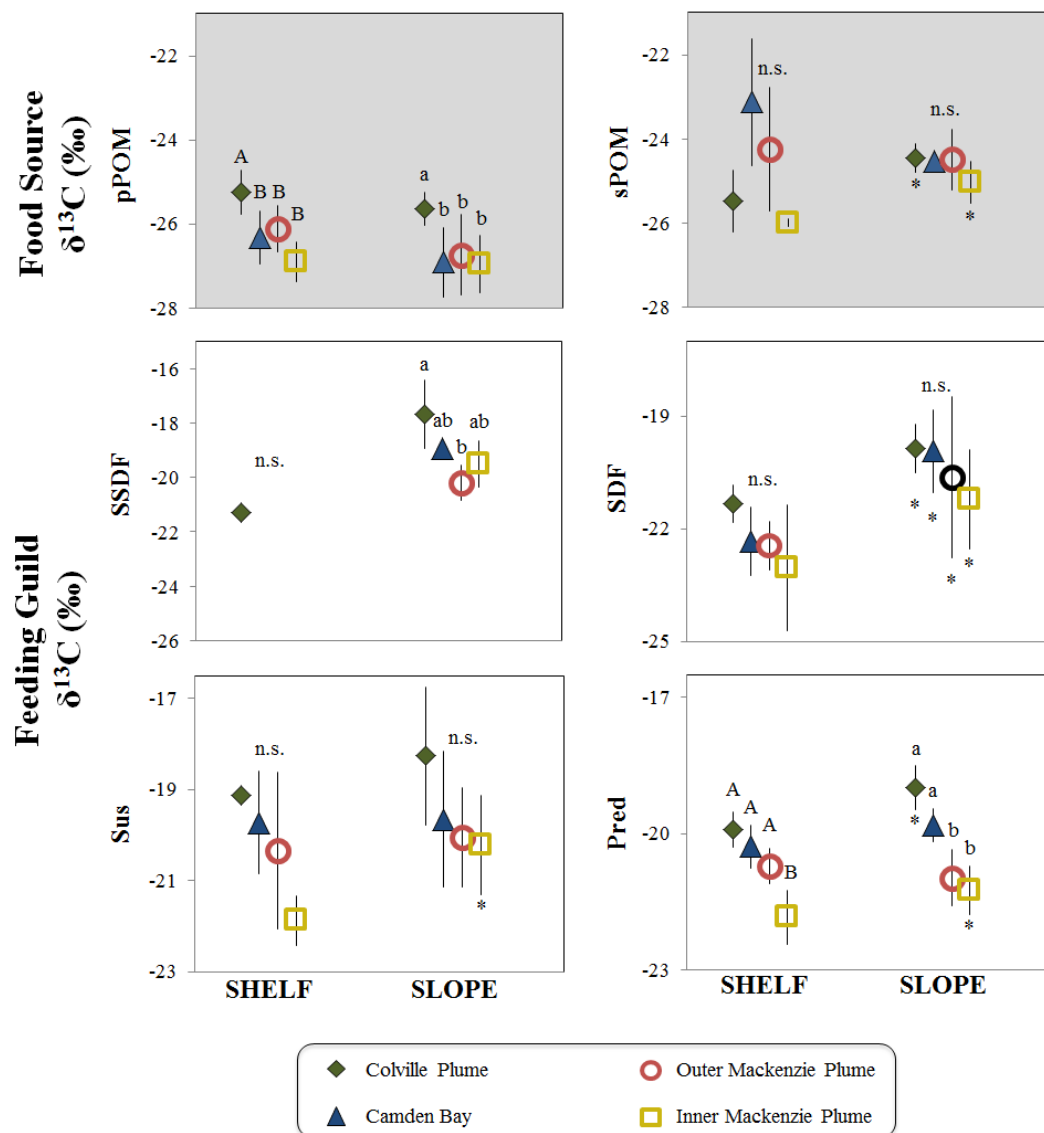 Food Source
δ¹³C (‰)
pPOM
-22
-24
-26
-28
A
B B
B
a
b
b
b
sPOM
-22
-24
-26
-28
n.s.
n.s.
*
*
Feeding Guild
δ¹³C (‰)
SSDF
-16
-18
-20
-22
-24
-26
n.s.
a
ab
b
ab
SDF
-19
-22
-25
n.s.
n.s.
*
*
*
*
Sus
-17
-19
-21
-23
n.s.
n.s.
*
SHELF
SLOPE
Pred
-17
-20
-23
A
A
A
B
a
a
b
b
*
*
SHELF
SLOPE
Colville Plume
Outer Mackenzie Plume
Camden Bay
Inner Mackenzie Plume